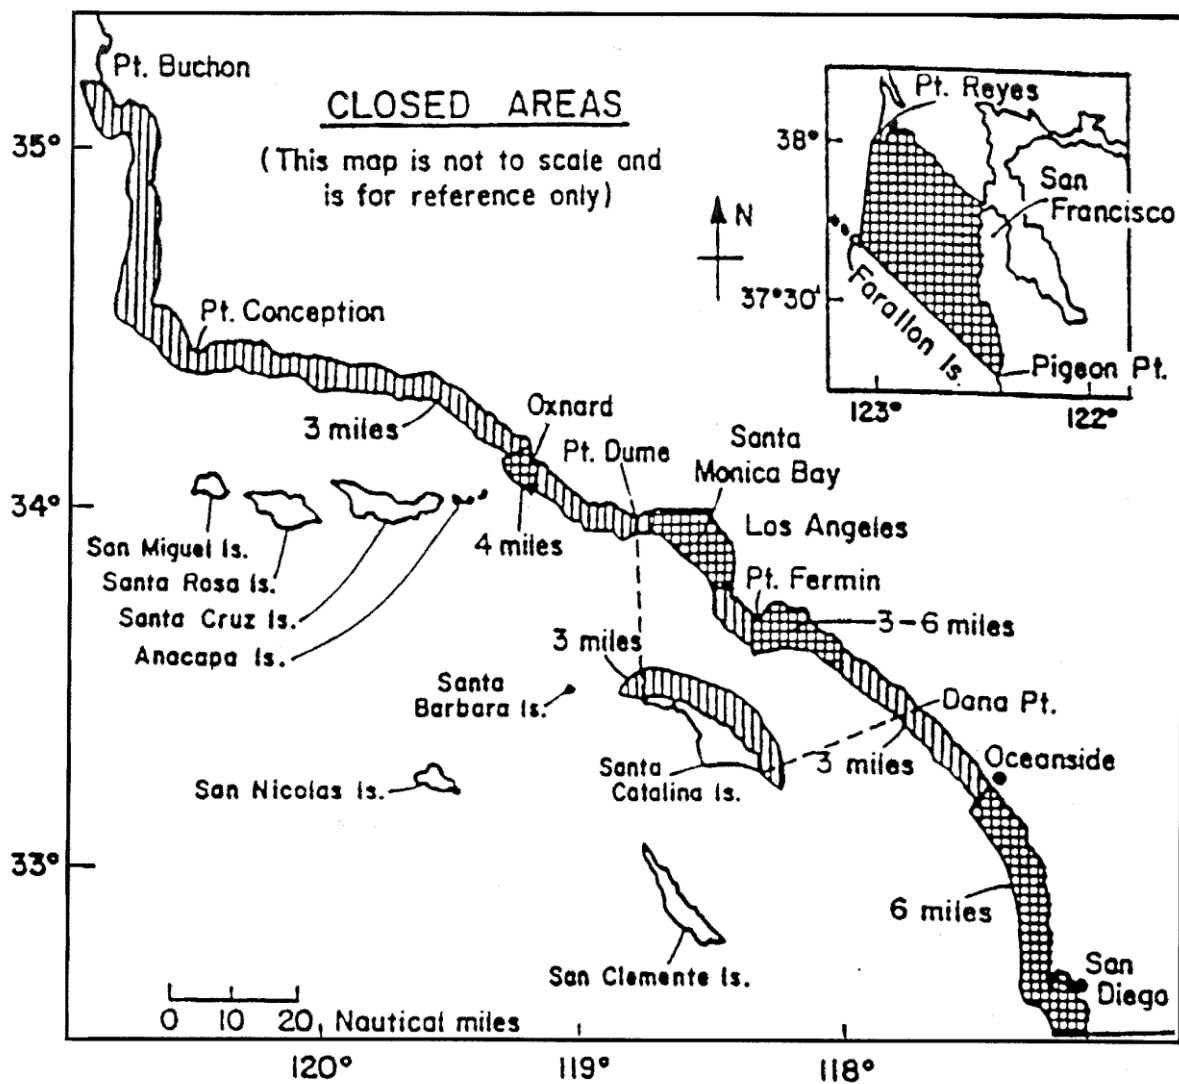 Pt. Buchon
CLOSED AREAS
(This map is not to scale and
is for reference only)
N
35°
Pt. Reyes
38°
San
Francisco
37°30'
Farallon Is.
Pigeon Pt.
123°
122°
Pt. Conception
3 miles
Oxnard
Pt. Dume
Santa
Monica Bay
34°
4 miles
Los Angeles
San Miguel Is.
Santa Rosa Is.
Santa Cruz Is.
Anacapa Is.
Pt. Fermin
3-6 miles
3 miles
Santa
Barbara Is.
Dana Pt.
3 miles
Oceanside
Santa
Catalina Is.
San Nicolas Is.
33°
6 miles
San Clemente Is.
San
Diego
0 10 20 Nautical miles
120°
119°
118°